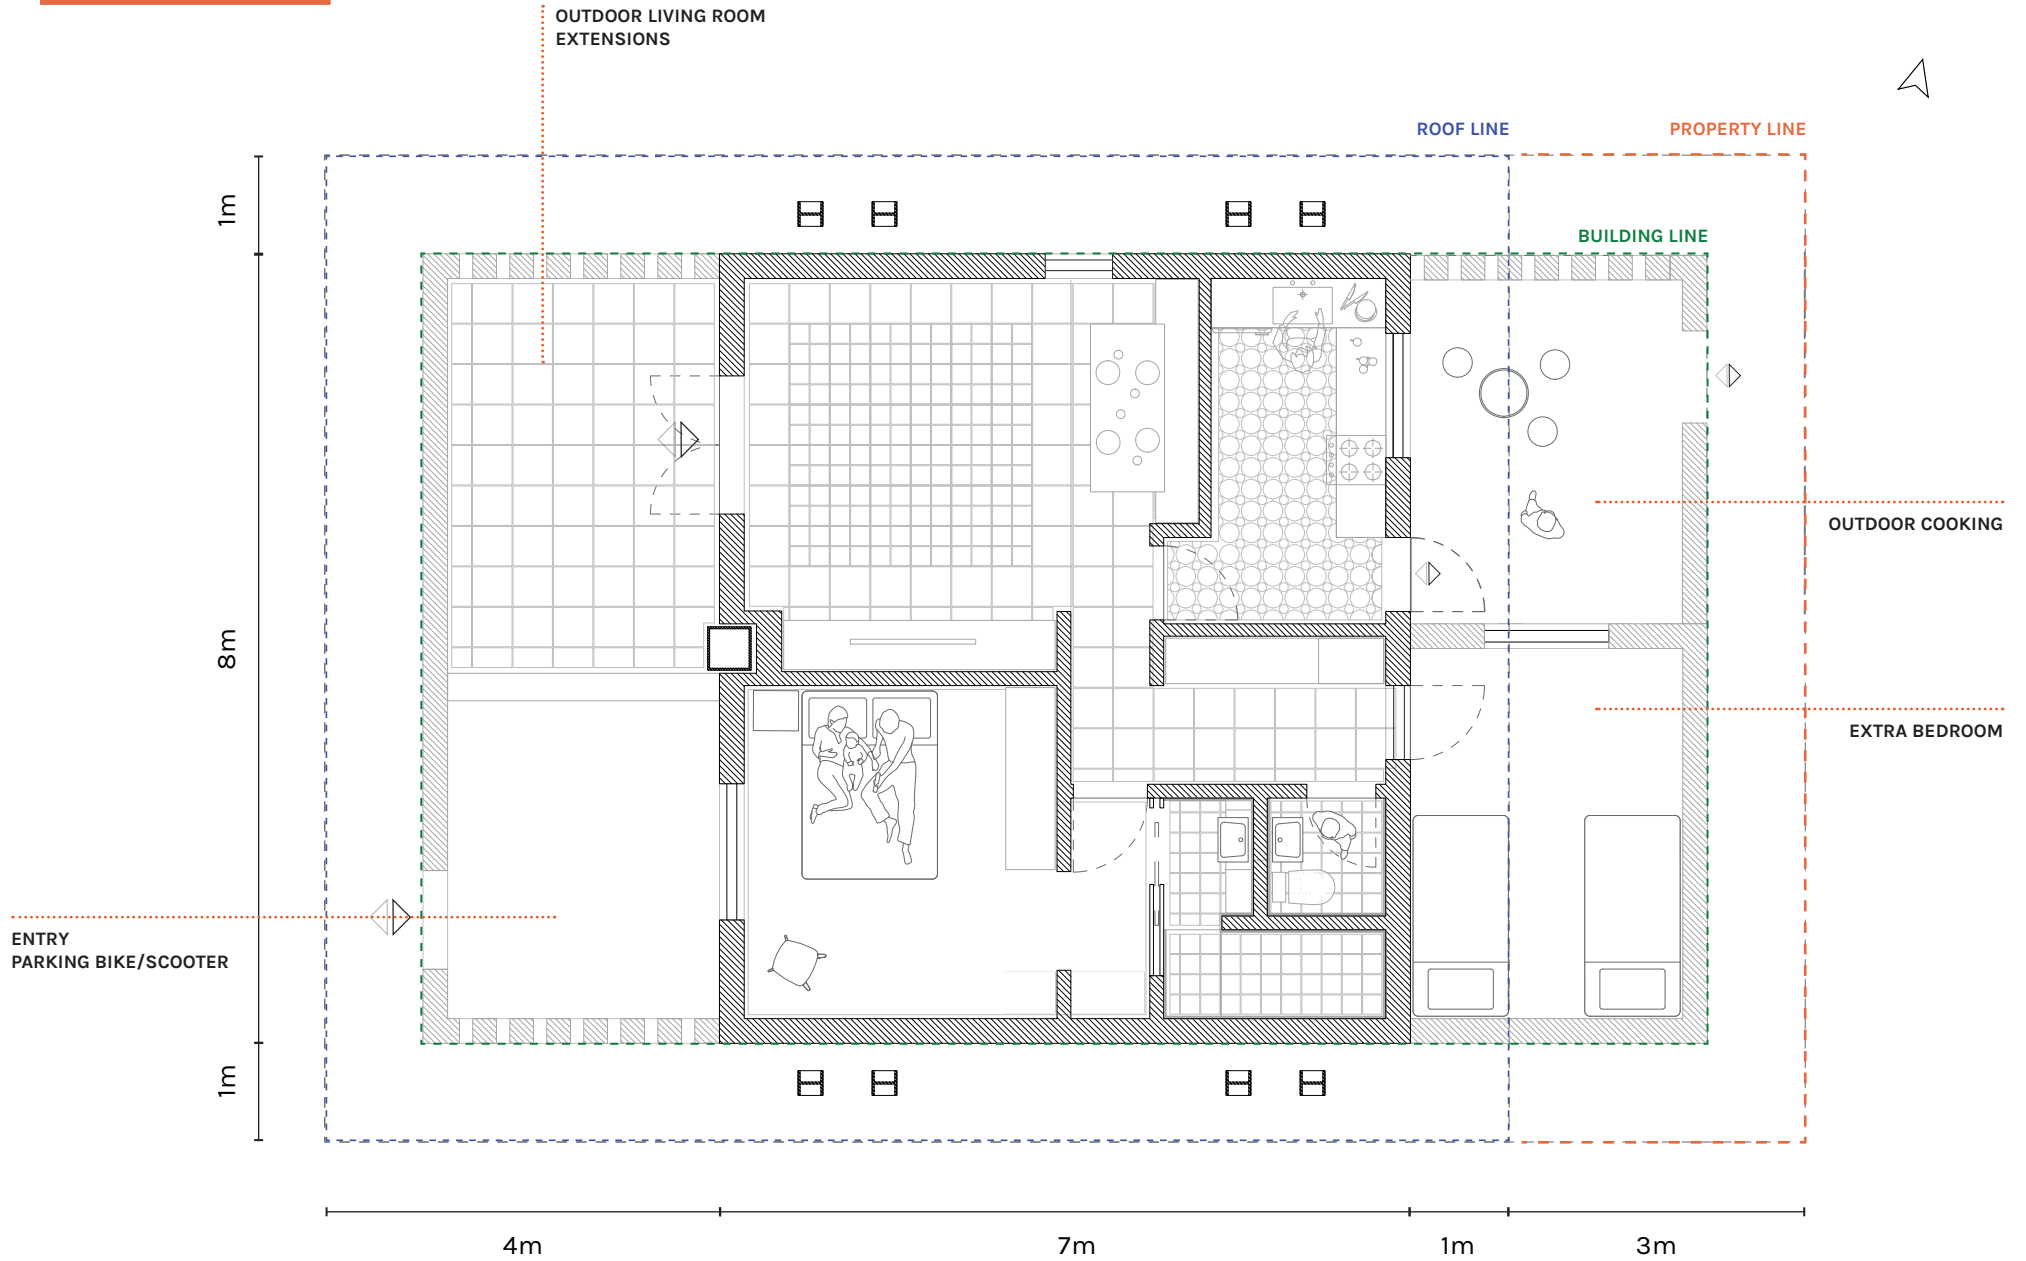 OUTDOOR LIVING ROOM
EXTENSIONS
ROOF LINE
PROPERTY LINE
1m
BUILDING LINE
OUTDOOR COOKING
8m
EXTRA BEDROOM
ENTRY
PARKING BIKE/SCOOTER
1m
4m
7m
1m
3m